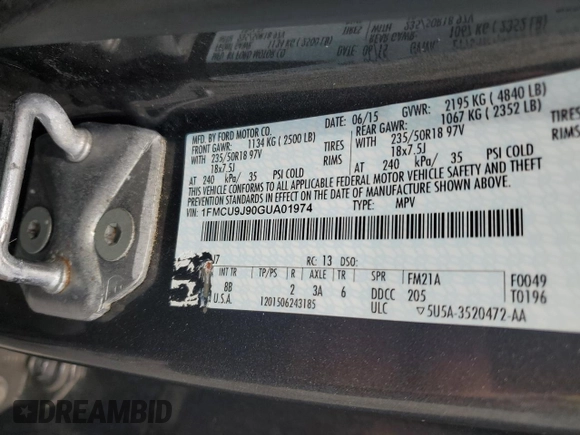 MFD. BY FORD MOTOR CO.
DATE: 06/15 GVWR: 2195 KG ( 4840 LB)
FRONT GAWR: 1134 KG ( 2500 LB) REAR GAWR: 1067 KG ( 2352 LB)
WITH 235/50R18 97V TIRES WITH 235/50R18 97V TIRES
18x7.5J RIMS 18x7.5J RIMS
AT 240 kPa/ 35 PSI COLD AT 240 kPa/ 35 PSI COLD
THIS VEHICLE CONFORMS TO ALL APPLICABLE FEDERAL MOTOR VEHICLE SAFETY AND THEFT
PREVENTION STANDARDS IN EFFECT ON THE DATE OF MANUFACTURE SHOWN ABOVE.
VIN: 1FMCU9J90GUA01974 TYPE: MPV
J7 RC: 13 DSO:
INT TR TP/PS R AXLE TR SPR FM21A F0049
8B 2 3A 6 DDCC 205 T0196
U.S.A. 1201506243185 ULC ▽5U5A-3520472-AA
DREAMBID